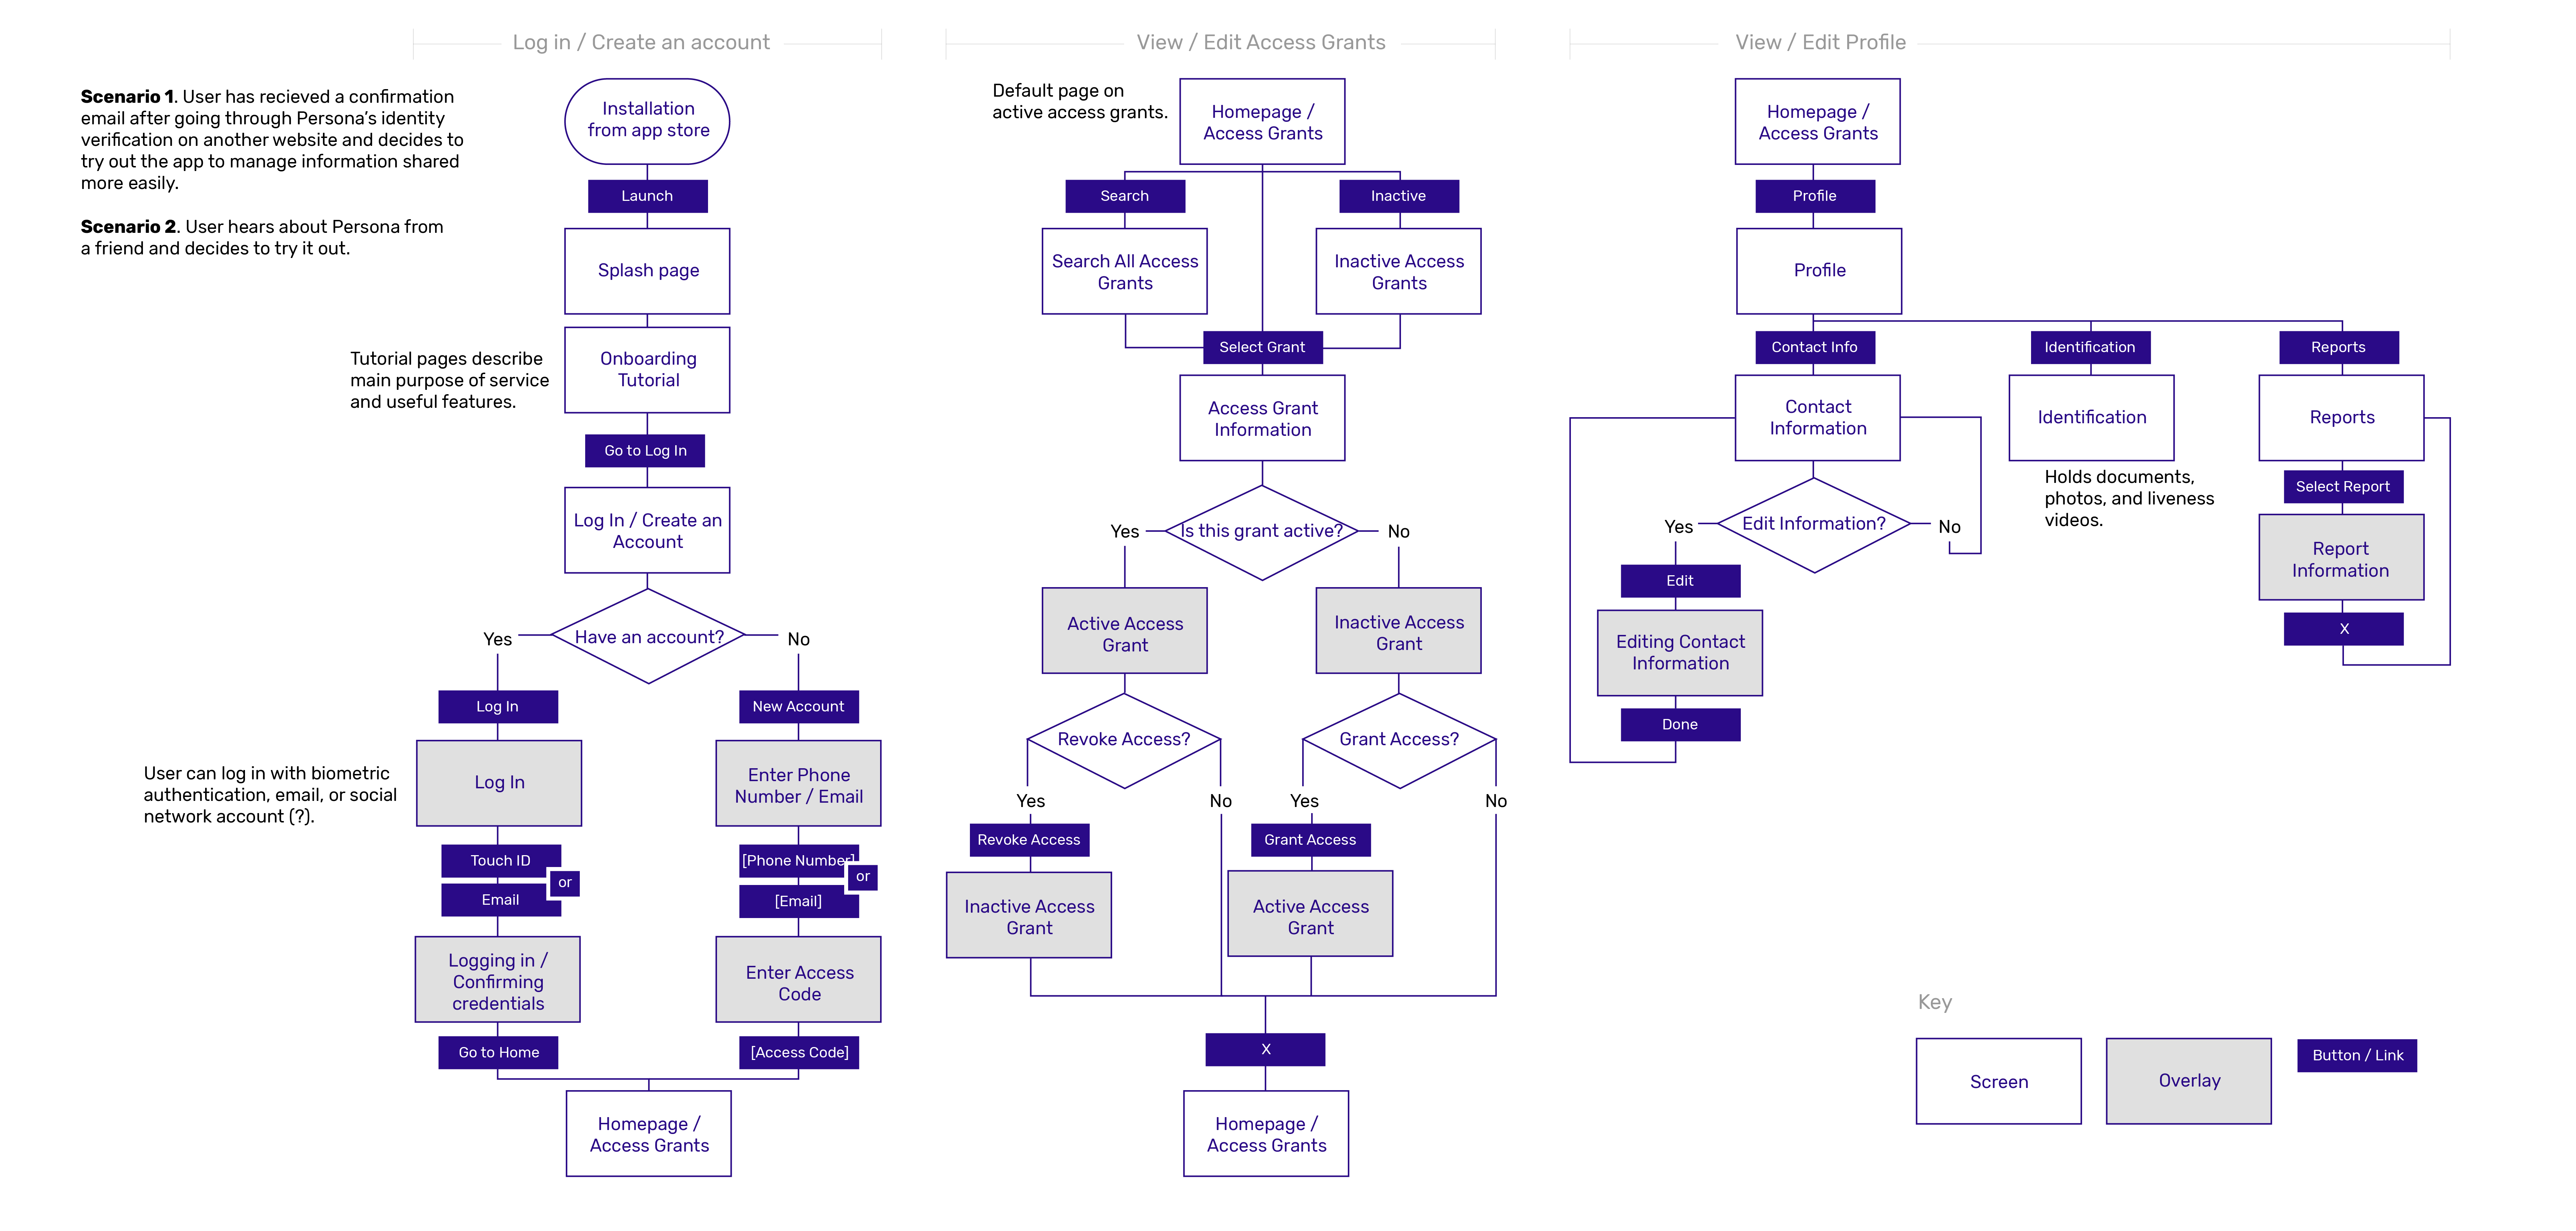 Log in / Create an account
Scenario 1. User has recieved a confirmation
email after going through Persona's identity
verification on another website and decides to
try out the app to manage information shared
more easily.
Scenario 2. User hears about Persona from
a friend and decides to try it out.
Installation
from app store
Launch
Splash page
Tutorial pages describe
main purpose of service
and useful features.
Onboarding
Tutorial
Go to Log In
Log In / Create an
Account
Have an account?
Yes
No
Log In
New Account
User can log in with biometric
authentication, email, or social
network account (?).
Log In
Enter Phone
Number / Email
Touch ID
or
Email
[Phone Number]
or
[Email]
Logging in /
Confirming
credentials
Enter Access
Code
Go to Home
[Access Code]
Homepage /
Access Grants
View / Edit Access Grants
Default page on
active access grants.
Homepage /
Access Grants
Search
Inactive
Search All Access
Grants
Inactive Access
Grants
Select Grant
Access Grant
Information
Is this grant active?
Yes
No
Active Access
Grant
Inactive Access
Grant
Revoke Access?
Grant Access?
Yes
No
Yes
No
Revoke Access
Grant Access
Inactive Access
Grant
Active Access
Grant
X
Homepage /
Access Grants
View / Edit Profile
Homepage /
Access Grants
Profile
Profile
Contact Info
Identification
Reports
Contact
Information
Identification
Reports
Holds documents,
photos, and liveness
videos.
Edit Information?
Yes
No
Edit
Editing Contact
Information
Done
Select Report
Report
Information
X
Key
Screen
Overlay
Button / Link